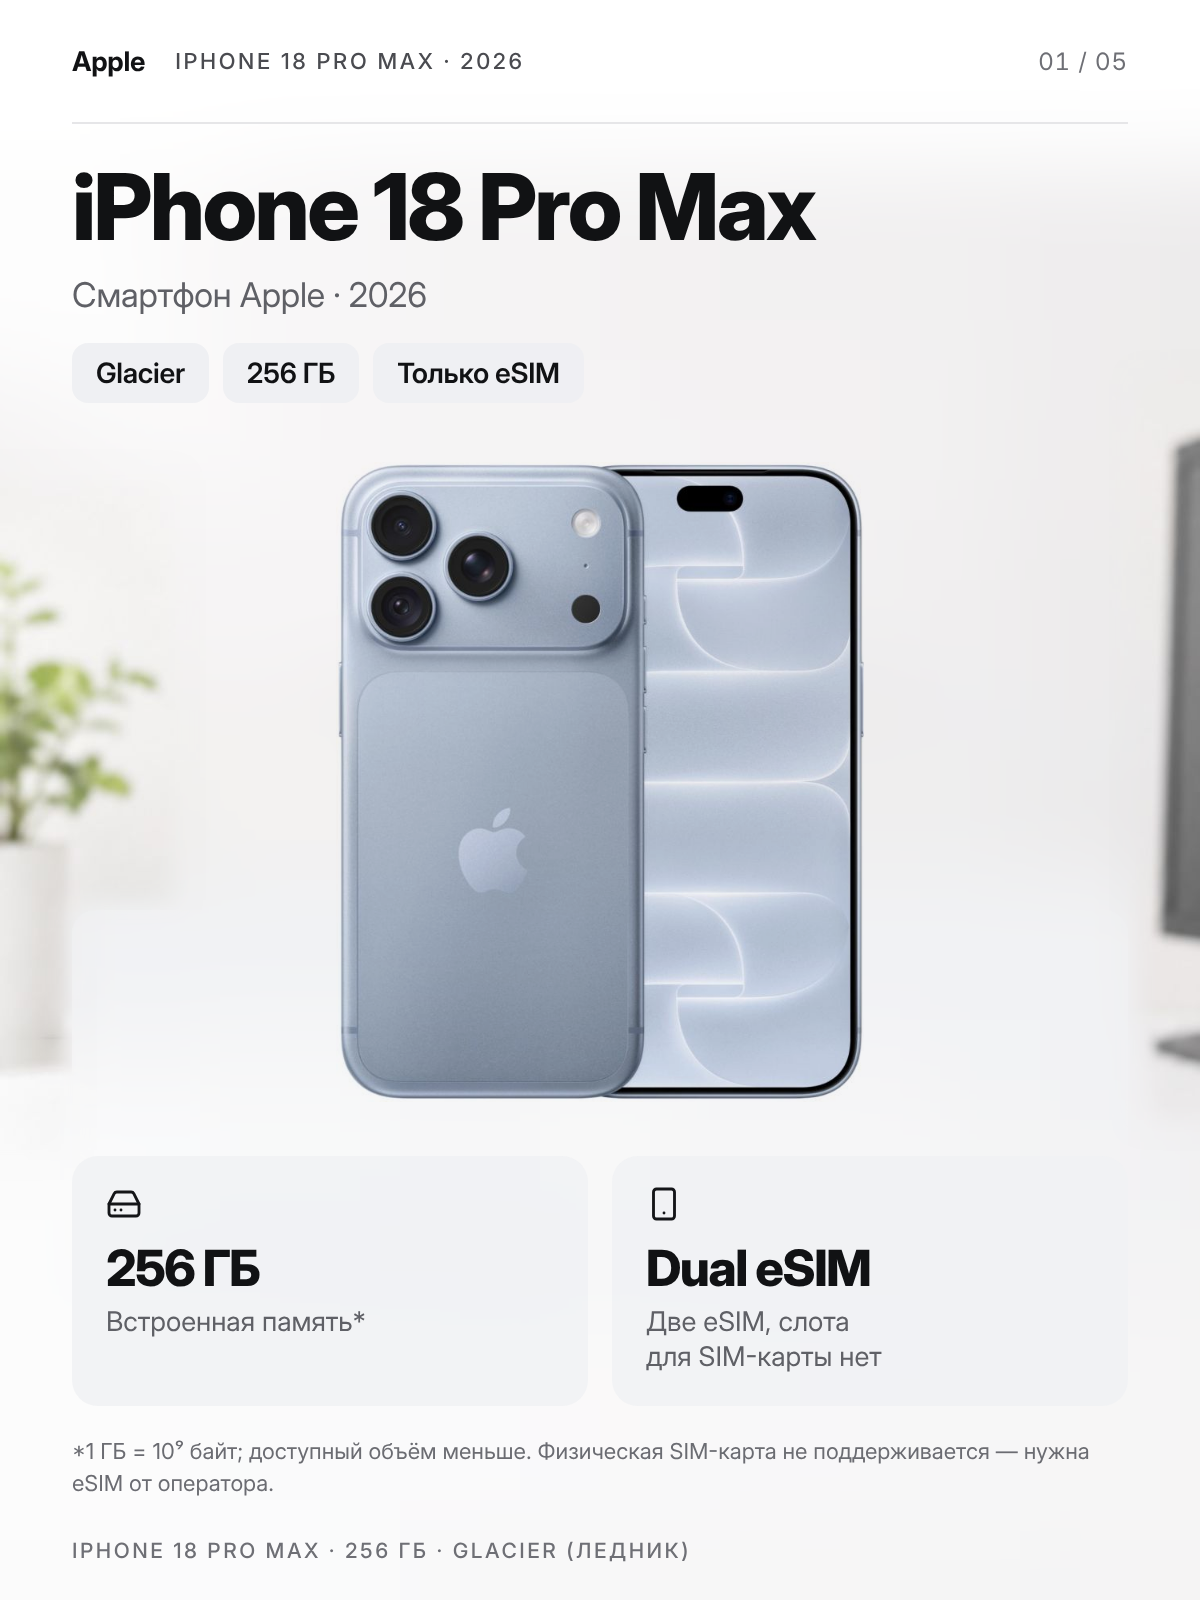 Apple IPHONE 18 PRO MAX · 2026 01 / 05
iPhone 18 Pro Max
Смартфон Apple · 2026
Glacier 256 ГБ Только eSIM
256 ГБ
Встроенная память*
Dual eSIM
Две eSIM, слота
для SIM-карты нет
*1 ГБ = 10⁹ байт; доступный объём меньше. Физическая SIM-карта не поддерживается — нужна
eSIM от оператора.
IPHONE 18 PRO MAX · 256 ГБ · GLACIER (ЛЕДНИК)